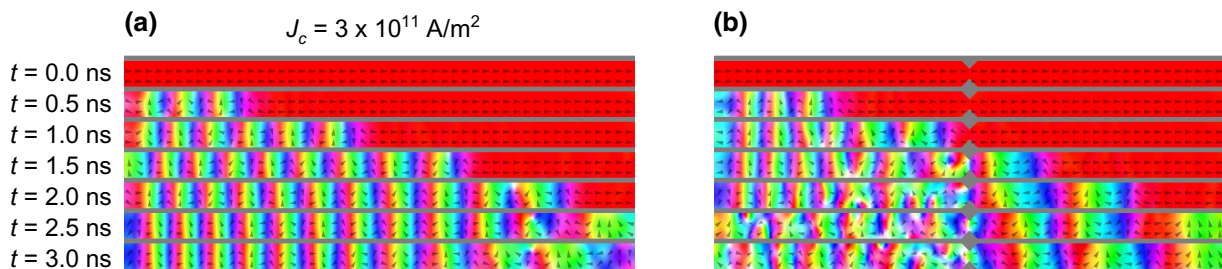 (a)
J_c = 3 x 10^11 A/m^2
(b)
t = 0.0 ns
t = 0.5 ns
t = 1.0 ns
t = 1.5 ns
t = 2.0 ns
t = 2.5 ns
t = 3.0 ns